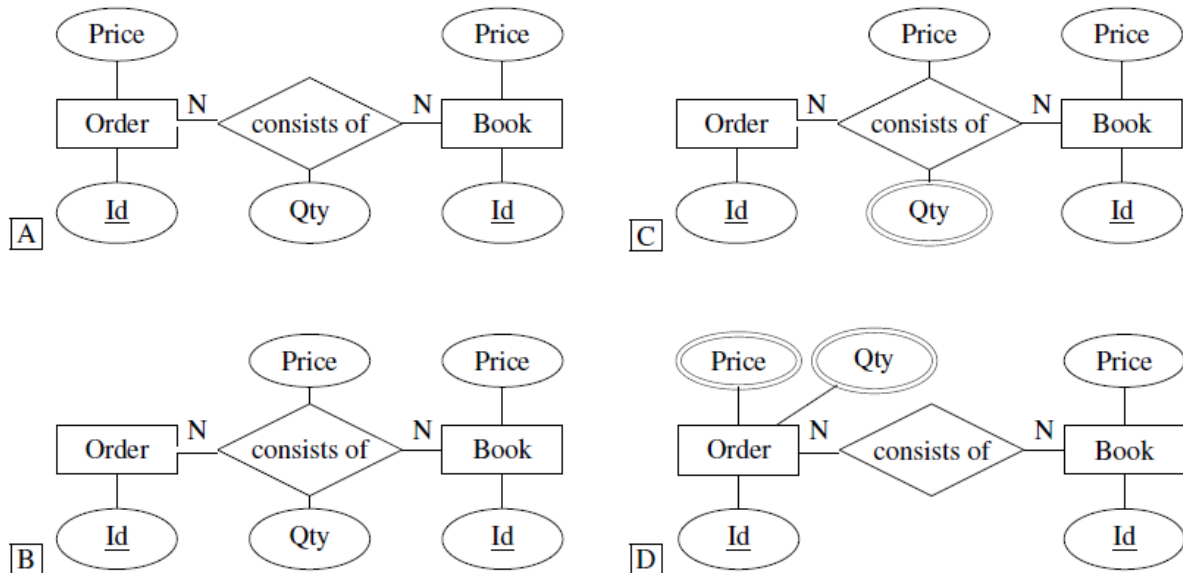 Price Price
Order N consists of N Book
Id Qty Id
A
Price Price
Order N consists of N Book
Id Qty Id
C
Price Price
Order N consists of N Book
Id Qty Id
B
Price Qty Price
Order N consists of N Book
Id Id
D